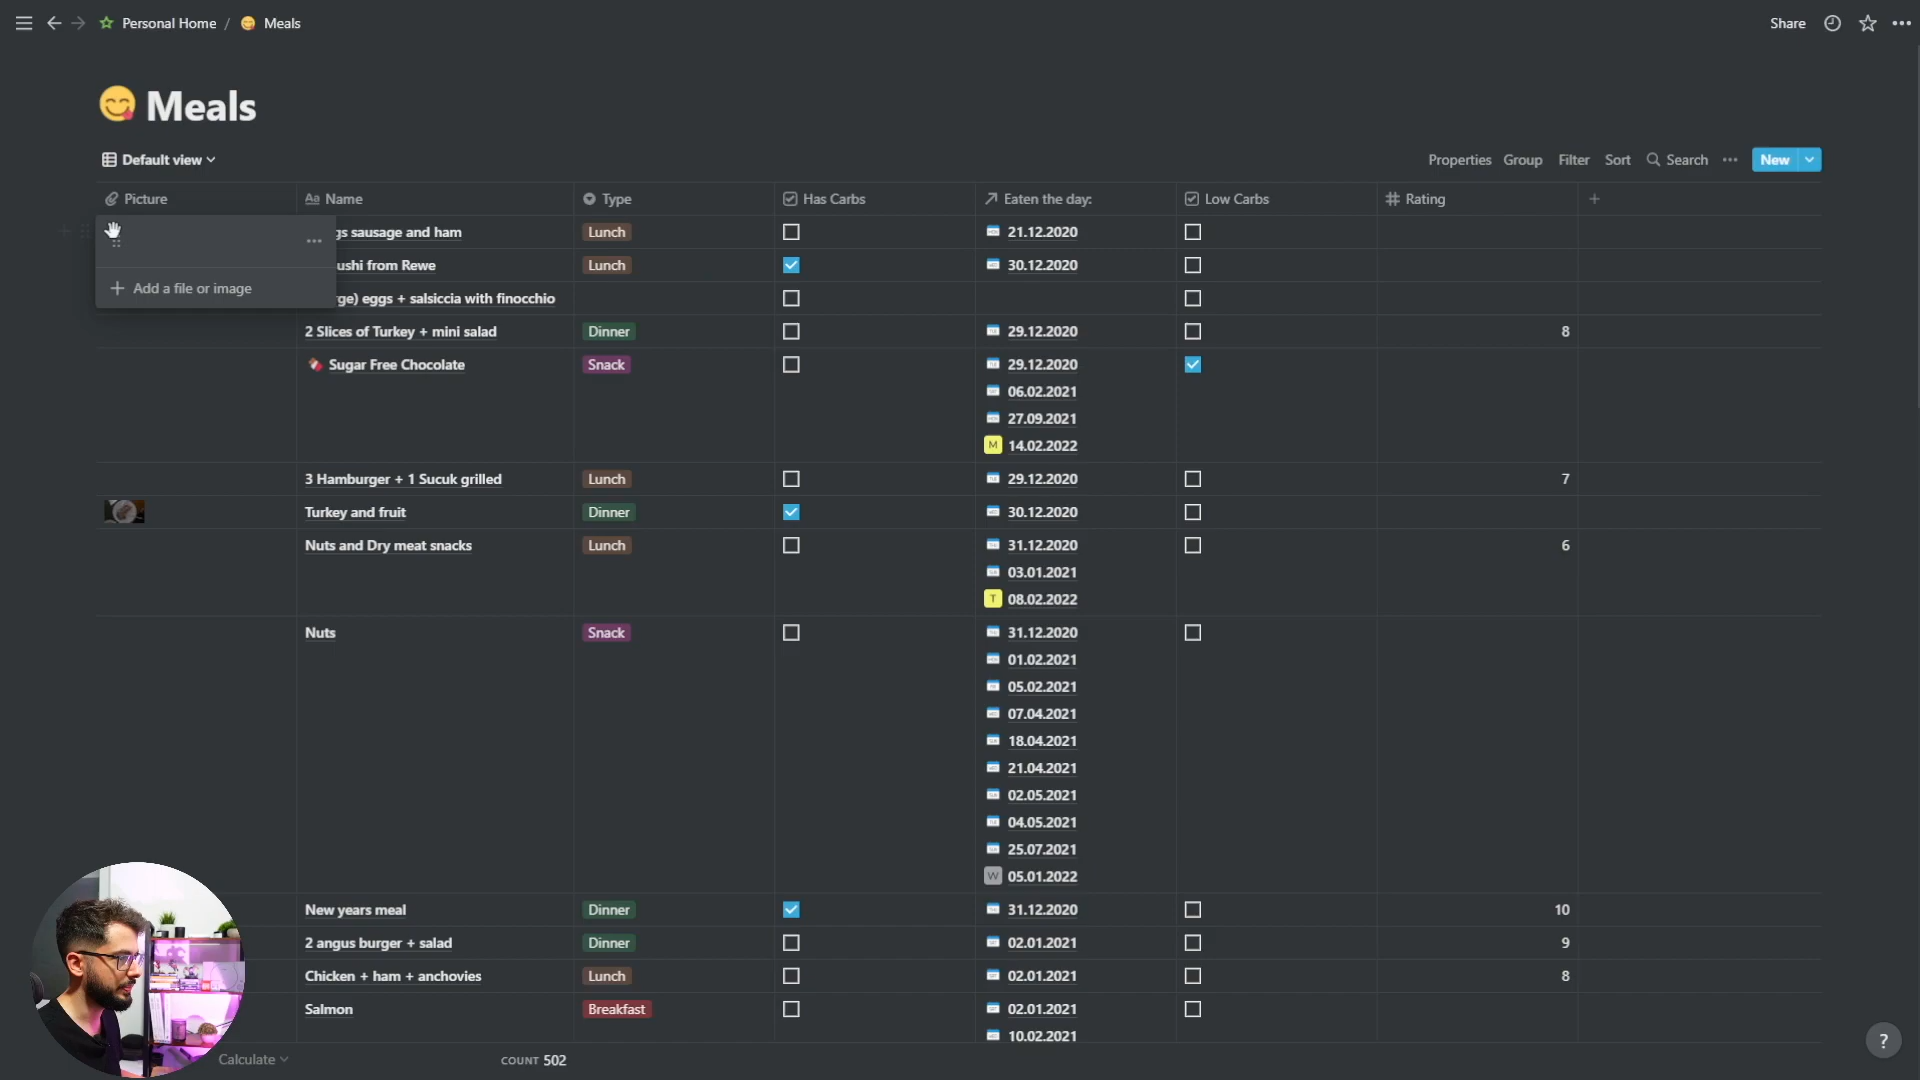 Personal Home / Meals
Share
Meals
Default view
Properties Group Filter Sort Search New
Picture Aa Name Type Has Carbs Eaten the day: Low Carbs Rating
gs sausage and ham Lunch 21.12.2020
ushi from Rewe Lunch 30.12.2020
Add a file or image
rge) eggs + salsiccia with finocchio
2 Slices of Turkey + mini salad Dinner 29.12.2020 8
Sugar Free Chocolate Snack 29.12.2020
06.02.2021
27.09.2021
M 14.02.2022
3 Hamburger + 1 Sucuk grilled Lunch 29.12.2020 7
Turkey and fruit Dinner 30.12.2020
Nuts and Dry meat snacks Lunch 31.12.2020 6
03.01.2021
T 08.02.2022
Nuts Snack 31.12.2020
01.02.2021
05.02.2021
07.04.2021
18.04.2021
21.04.2021
02.05.2021
04.05.2021
25.07.2021
W 05.01.2022
New years meal Dinner 31.12.2020 10
2 angus burger + salad Dinner 02.01.2021 9
Chicken + ham + anchovies Lunch 02.01.2021 8
Salmon Breakfast 02.01.2021
10.02.2021
Calculate COUNT 502
?